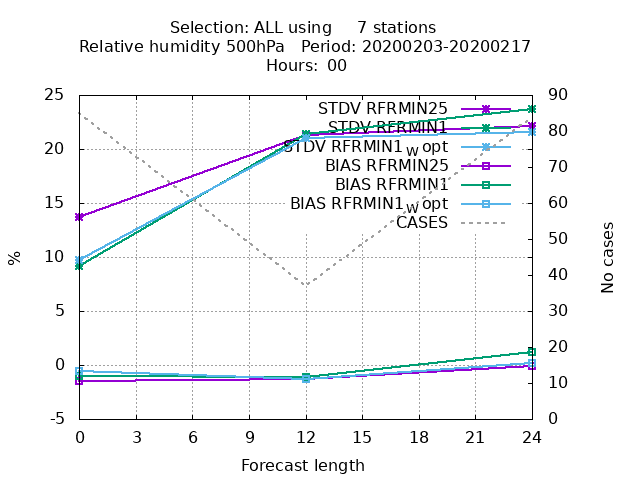 Selection: ALL using     7 stations
Relative humidity 500hPa   Period: 20200203-20200217
Hours:  00
25
20
15
10
5
0
-5
%
90
80
70
60
50
40
30
20
10
0
No cases
STDV RFRMIN25
STDV RFRMIN1
STDV RFRMIN1_w opt
BIAS RFRMIN25
BIAS RFRMIN1
BIAS RFRMIN1_w opt
CASES
0 3 6 9 12 15 18 21 24
Forecast length